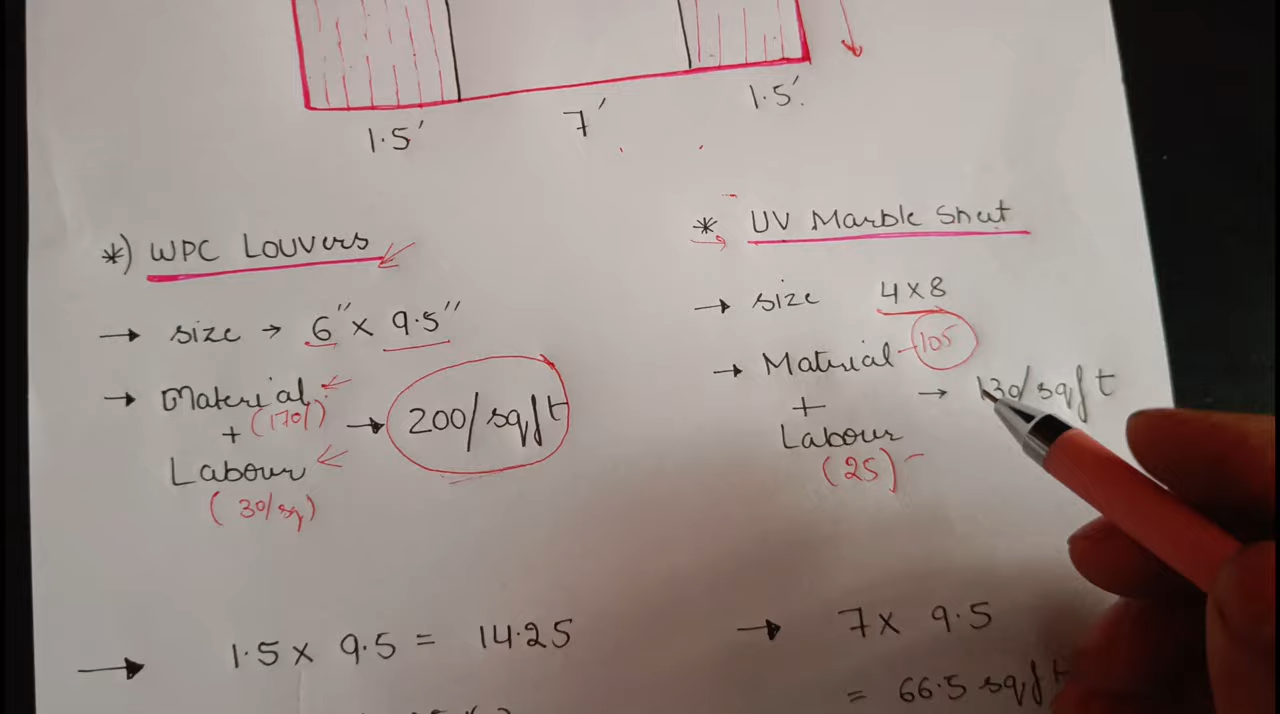 1.5'
7'
1.5'
*) WPC Louvers
→ size → 6" x 9.5"
→ Material
(170/)
+
Labour
(30/sq)
→ 200/sqft
* UV Marble Sheet
→ size 4x8
→ Material - 105
+
Labour
(25)
→ 130/sqft
→ 1.5 x 9.5 = 14.25
→ 7 x 9.5
= 66.5 sqft